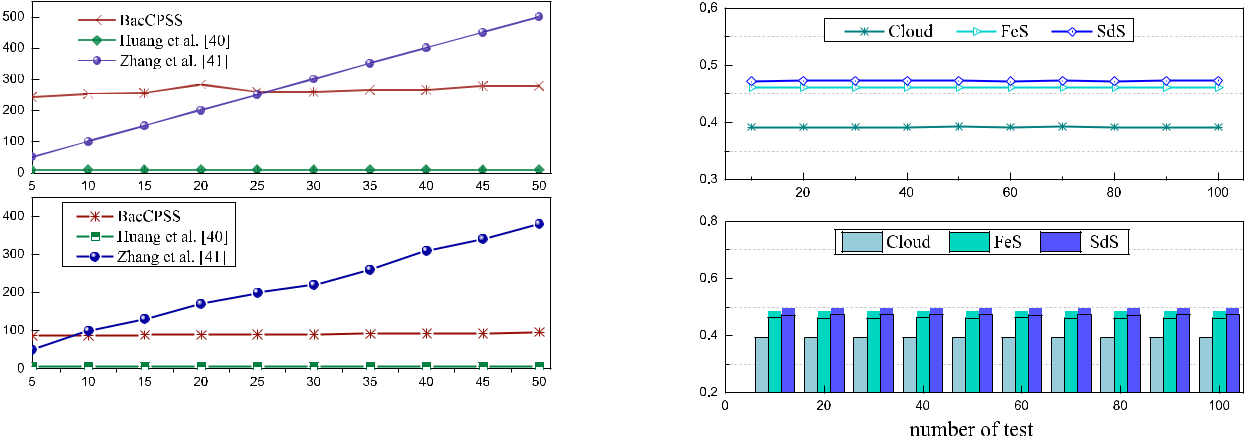 BacCPSS
Huang et al. [40]
Zhang et al. [41]
500
400
300
200
100
0
5 10 15 20 25 30 35 40 45 50
BacCPSS
Huang et al. [40]
Zhang et al. [41]
400
300
200
100
0
5 10 15 20 25 30 35 40 45 50
0,6
0,5
0,4
0,3
Cloud FeS SdS
20 40 60 80 100
0,8
0,6
0,4
0,2
Cloud FeS SdS
0 20 40 60 80 100
number of test